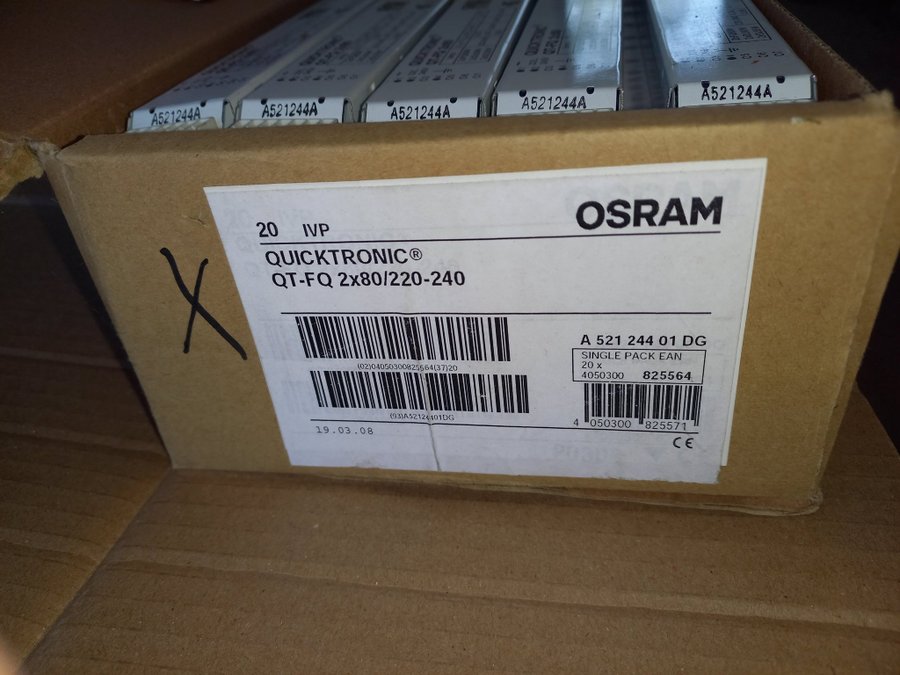 A521244A
A521244A
A521244A
A521244A
A521244A
QUICKTRONIC
20 IVP
OSRAM
QUICKTRONIC®
QT-FQ 2x80/220-240
A 521 244 01 DG
SINGLE PACK EAN
20 x
4050300 825564
(02)04050300825564(37)20
(93)A52124401DG
4 050300 825571
19.03.08
CE
X